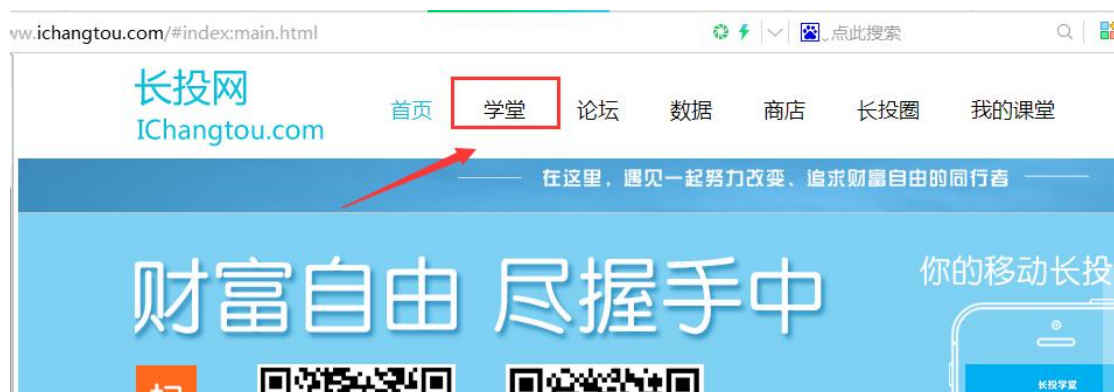 ww.ichangtou.com/#index:main.html 点此搜索
长投网
IChangtou.com
首页 学堂 论坛 数据 商店 长投圈 我的课堂
在这里，遇见一起努力改变、追求财富自由的同行者
财富自由 尽握手中
你的移动长投
长投学堂